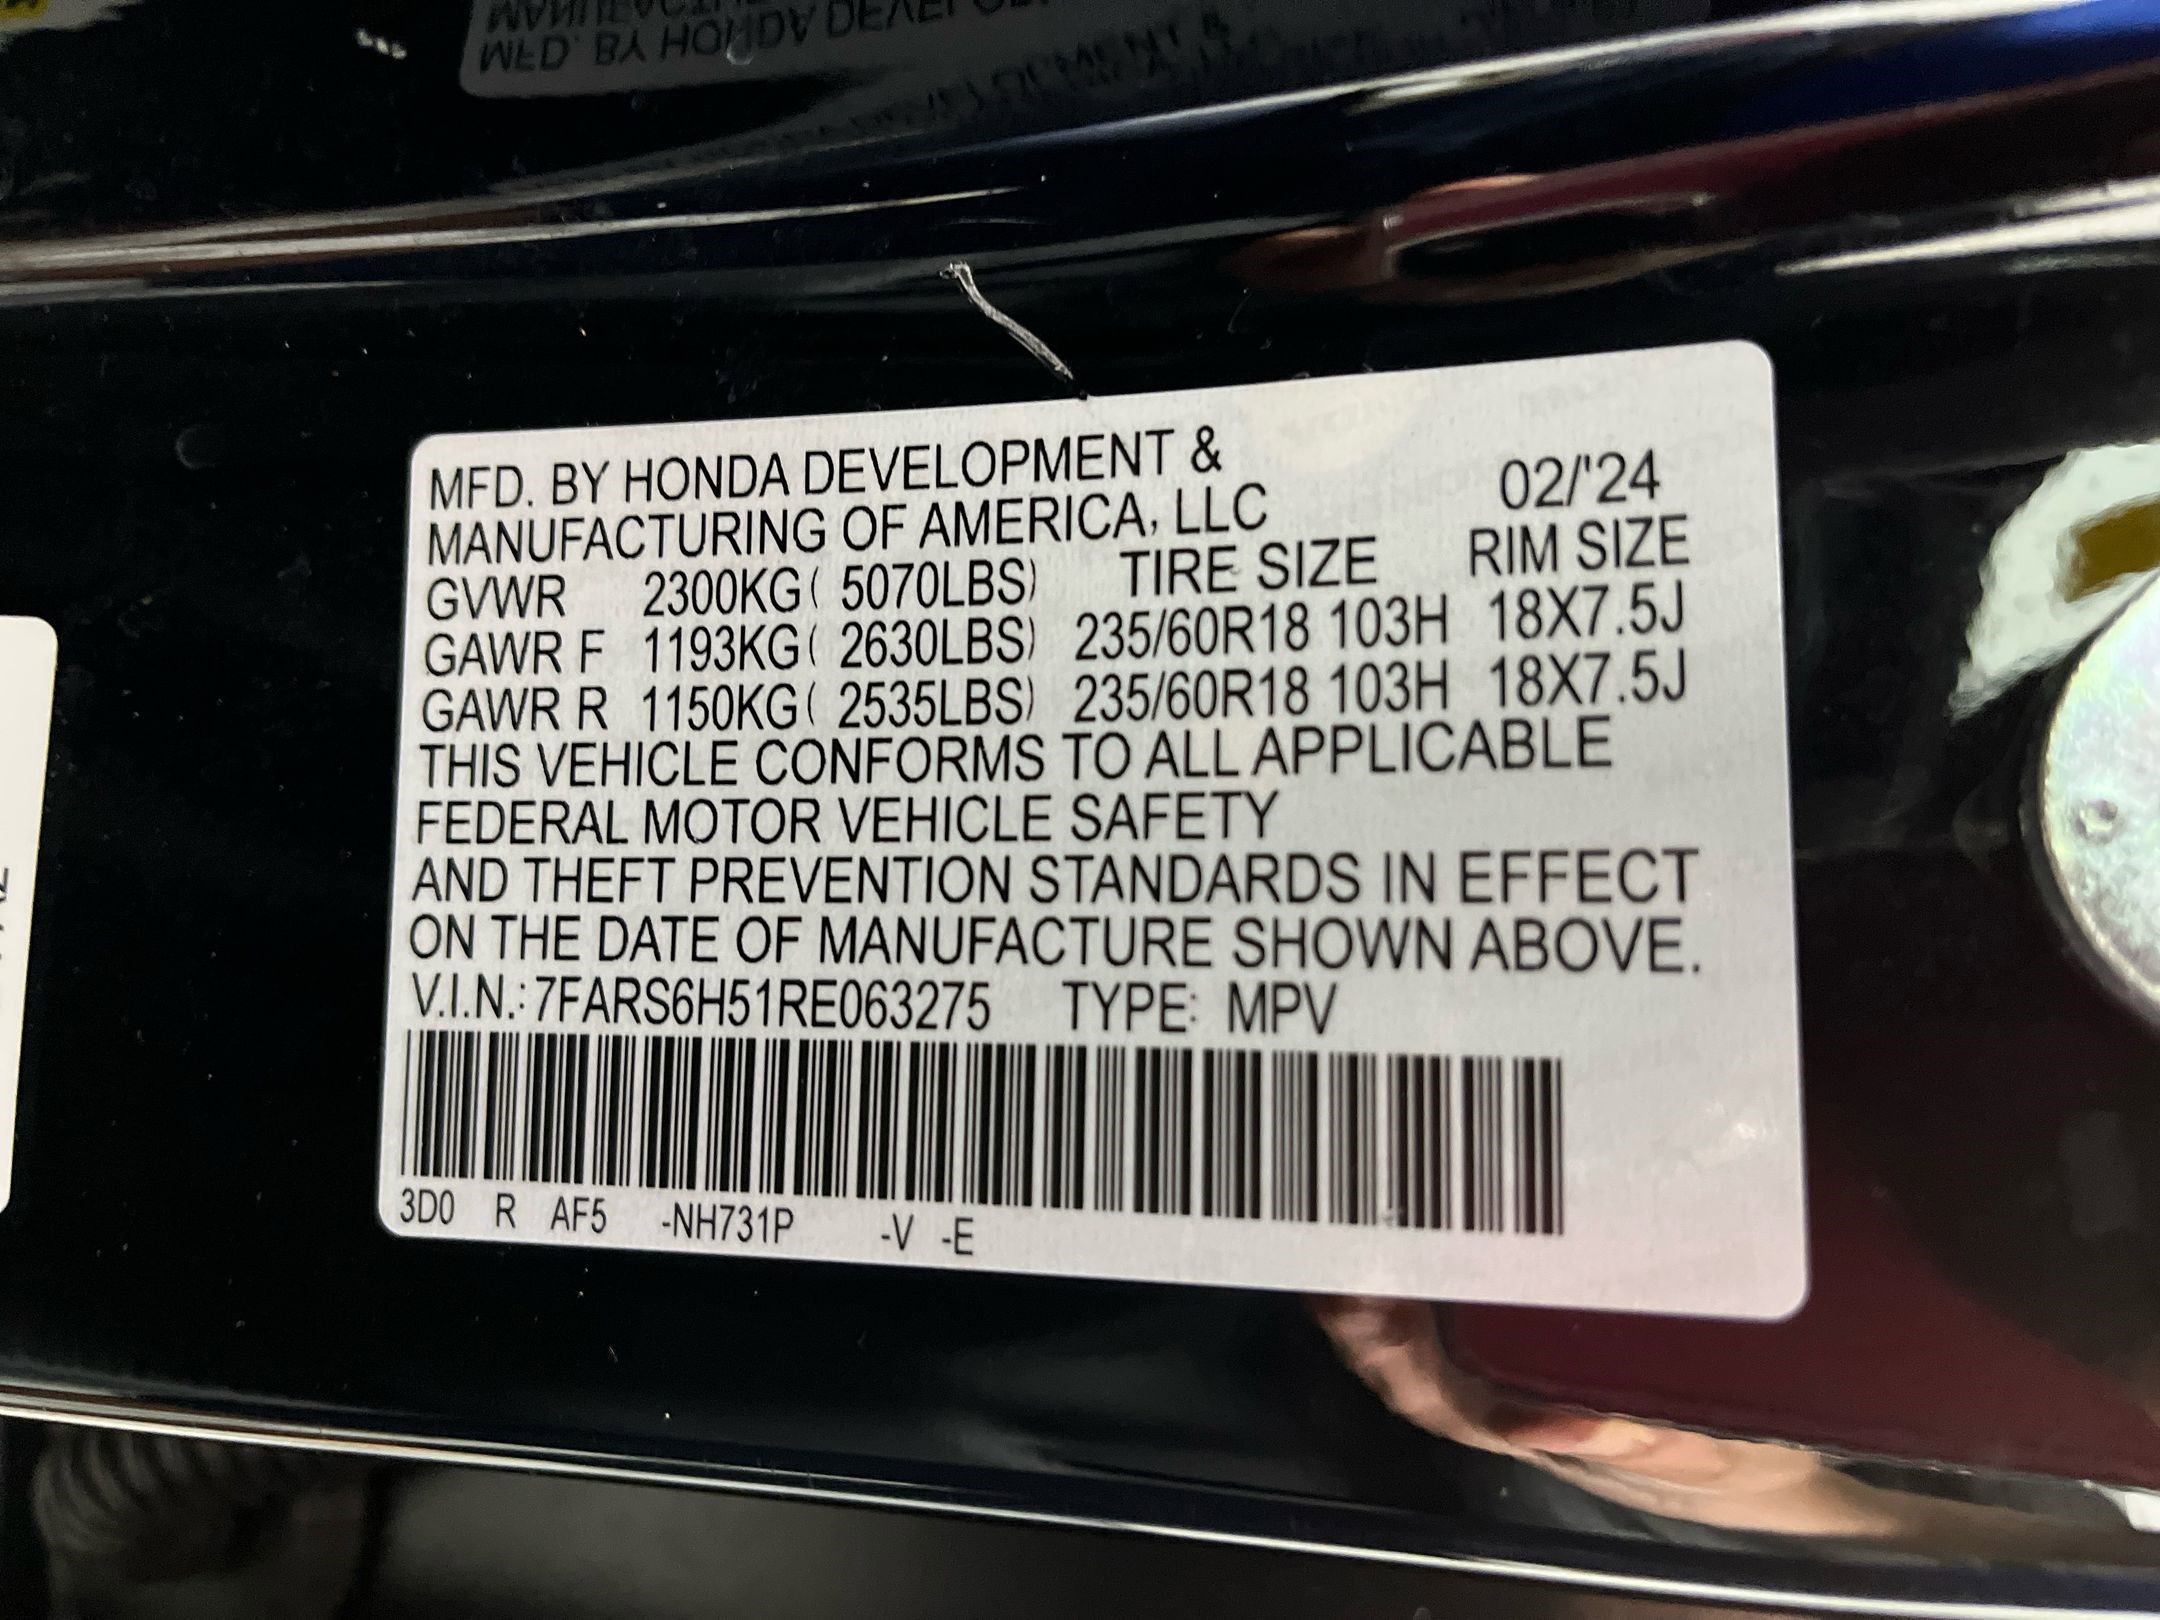 MFD. BY HONDA DEVELOPMENT &
MANUFACTURING OF AMERICA, LLC 02/'24
GVWR 2300KG( 5070LBS) TIRE SIZE RIM SIZE
GAWR F 1193KG( 2630LBS) 235/60R18 103H 18X7.5J
GAWR R 1150KG( 2535LBS) 235/60R18 103H 18X7.5J
THIS VEHICLE CONFORMS TO ALL APPLICABLE
FEDERAL MOTOR VEHICLE SAFETY
AND THEFT PREVENTION STANDARDS IN EFFECT
ON THE DATE OF MANUFACTURE SHOWN ABOVE.
V.I.N.: 7FARS6H51RE063275 TYPE: MPV
3D0 R AF5 -NH731P -V -E